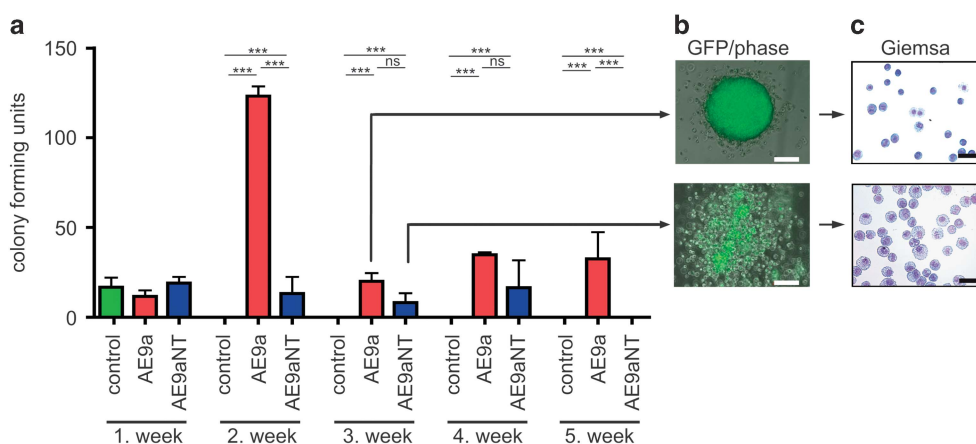 a
b
c
GFP/phase
Giemsa
colony forming units
150
100
50
0
***
*** ***
***
*** ns
***
*** ns
***
*** ***
control
AE9a
AE9aNT
control
AE9a
AE9aNT
control
AE9a
AE9aNT
control
AE9a
AE9aNT
control
AE9a
AE9aNT
1. week
2. week
3. week
4. week
5. week